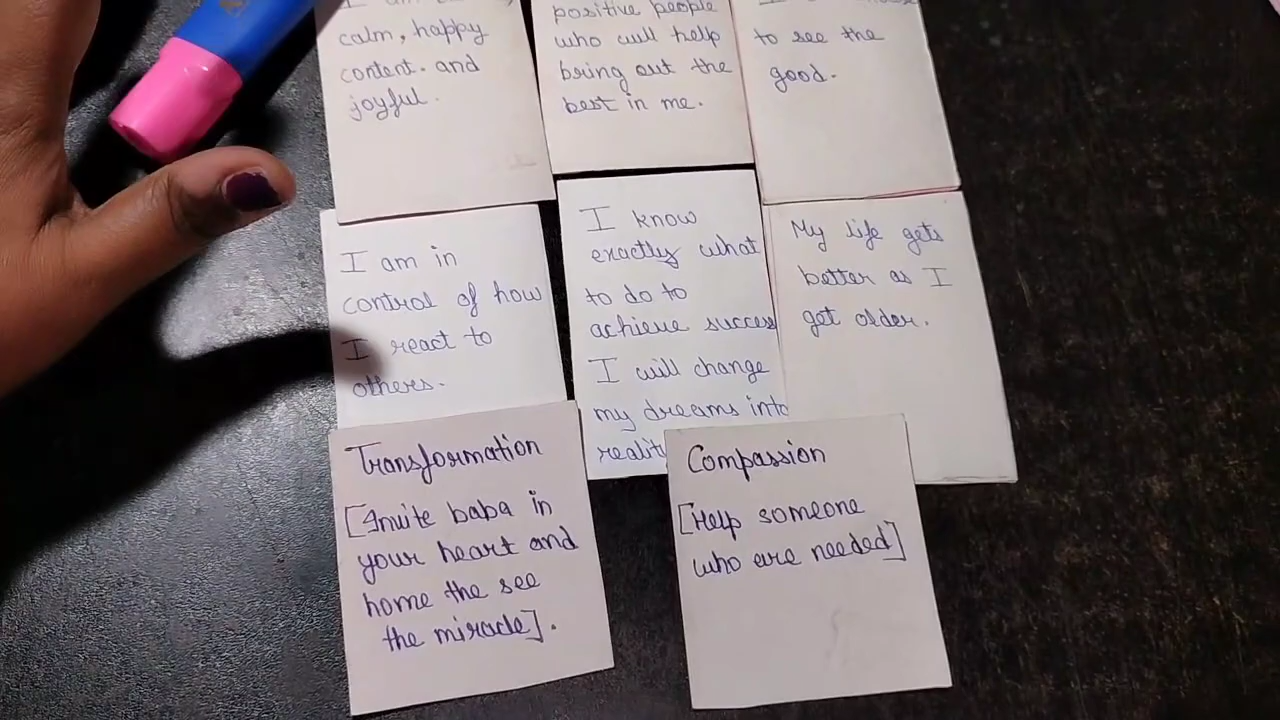 calm, happy
content. and
joyful.
positive people
who will help
bring out the
best in me.
to see the
good.
I am in
control of how
I react to
others.
I know
exactly what
to do to
achieve succes
I will change
my dreams into
realit
My life gets
better as I
got older.
Transformation
[Invite baba in
your heart and
home the see
the miracle].
Compassion
[Help someone
who are needed]